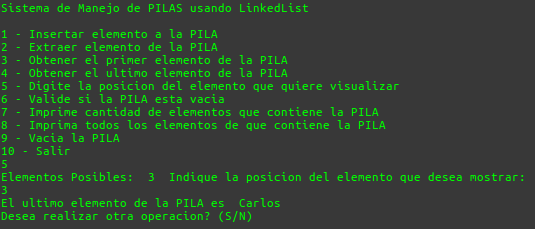 Sistema de Manejo de PILAS usando LinkedList
1 - Insertar elemento a la PILA
2 - Extraer elemento de la PILA
3 - Obtener el primer elemento de la PILA
4 - Obtener el ultimo elemento de la PILA
5 - Digite la posicion del elemento que quiere visualizar
6 - Valide si la PILA esta vacia
7 - Imprime cantidad de elementos que contiene la PILA
8 - Imprima todos los elementos de que contiene la PILA
9 - Vacia la PILA
10 - Salir
5
Elementos Posibles:  3  Indique la posicion del elemento que desea mostrar:
3
El ultimo elemento de la PILA es  Carlos
Desea realizar otra operacion? (S/N)